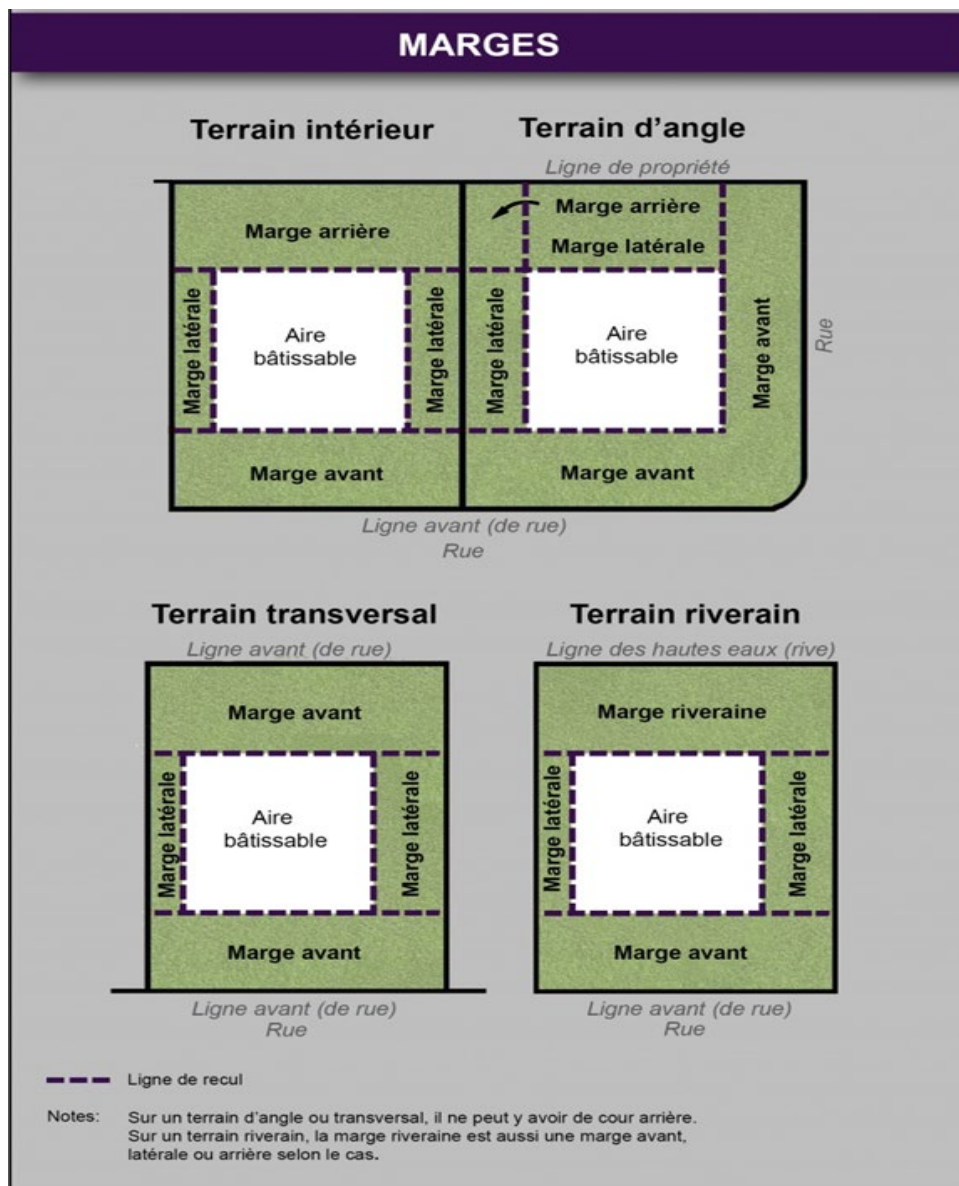 MARGES
Terrain intérieur
Terrain d'angle
Ligne de propriété
Marge arrière
Marge latérale
Aire
bâtissable
Marge latérale
Marge avant
Marge arrière
Marge latérale
Marge latérale
Aire
bâtissable
Marge avant
Marge avant
Rue
Ligne avant (de rue)
Rue
Terrain transversal
Ligne avant (de rue)
Marge avant
Marge latérale
Aire
bâtissable
Marge latérale
Marge avant
Ligne avant (de rue)
Rue
Terrain riverain
Ligne des hautes eaux (rive)
Marge riveraine
Marge latérale
Aire
bâtissable
Marge latérale
Marge avant
Ligne avant (de rue)
Rue
Ligne de recul
Notes: Sur un terrain d'angle ou transversal, il ne peut y avoir de cour arrière.
Sur un terrain riverain, la marge riveraine est aussi une marge avant,
latérale ou arrière selon le cas.